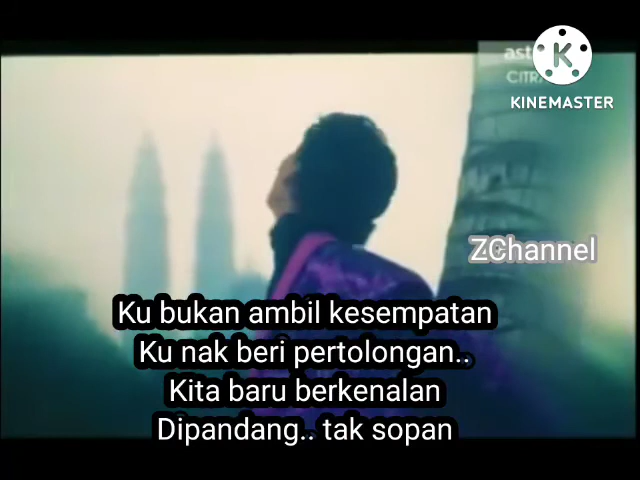 KINEMASTER
ZChannel
Ku bukan ambil kesempatan
Ku nak beri pertolongan..
Kita baru berkenalan
Dipandang.. tak sopan